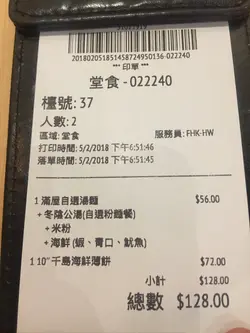 20180205185145872495013​6-022240
*** 印單 ***
堂食 - 022240
檯號: 37
人數: 2
區域: 堂食
服務員: FHK-HW
打印時間: 5/2/2018 下午6:51:46
落單時間: 5/2/2018 下午6:51:45
1 滿屋自選湯麵 $56.00
+ 冬陰公湯(自選粉麵餐)
+ 米粉
+ 海鮮(蝦、青口、魷魚)
1 10" 千島海鮮薄餅 $72.00
小計 $128.00
總數 $128.00